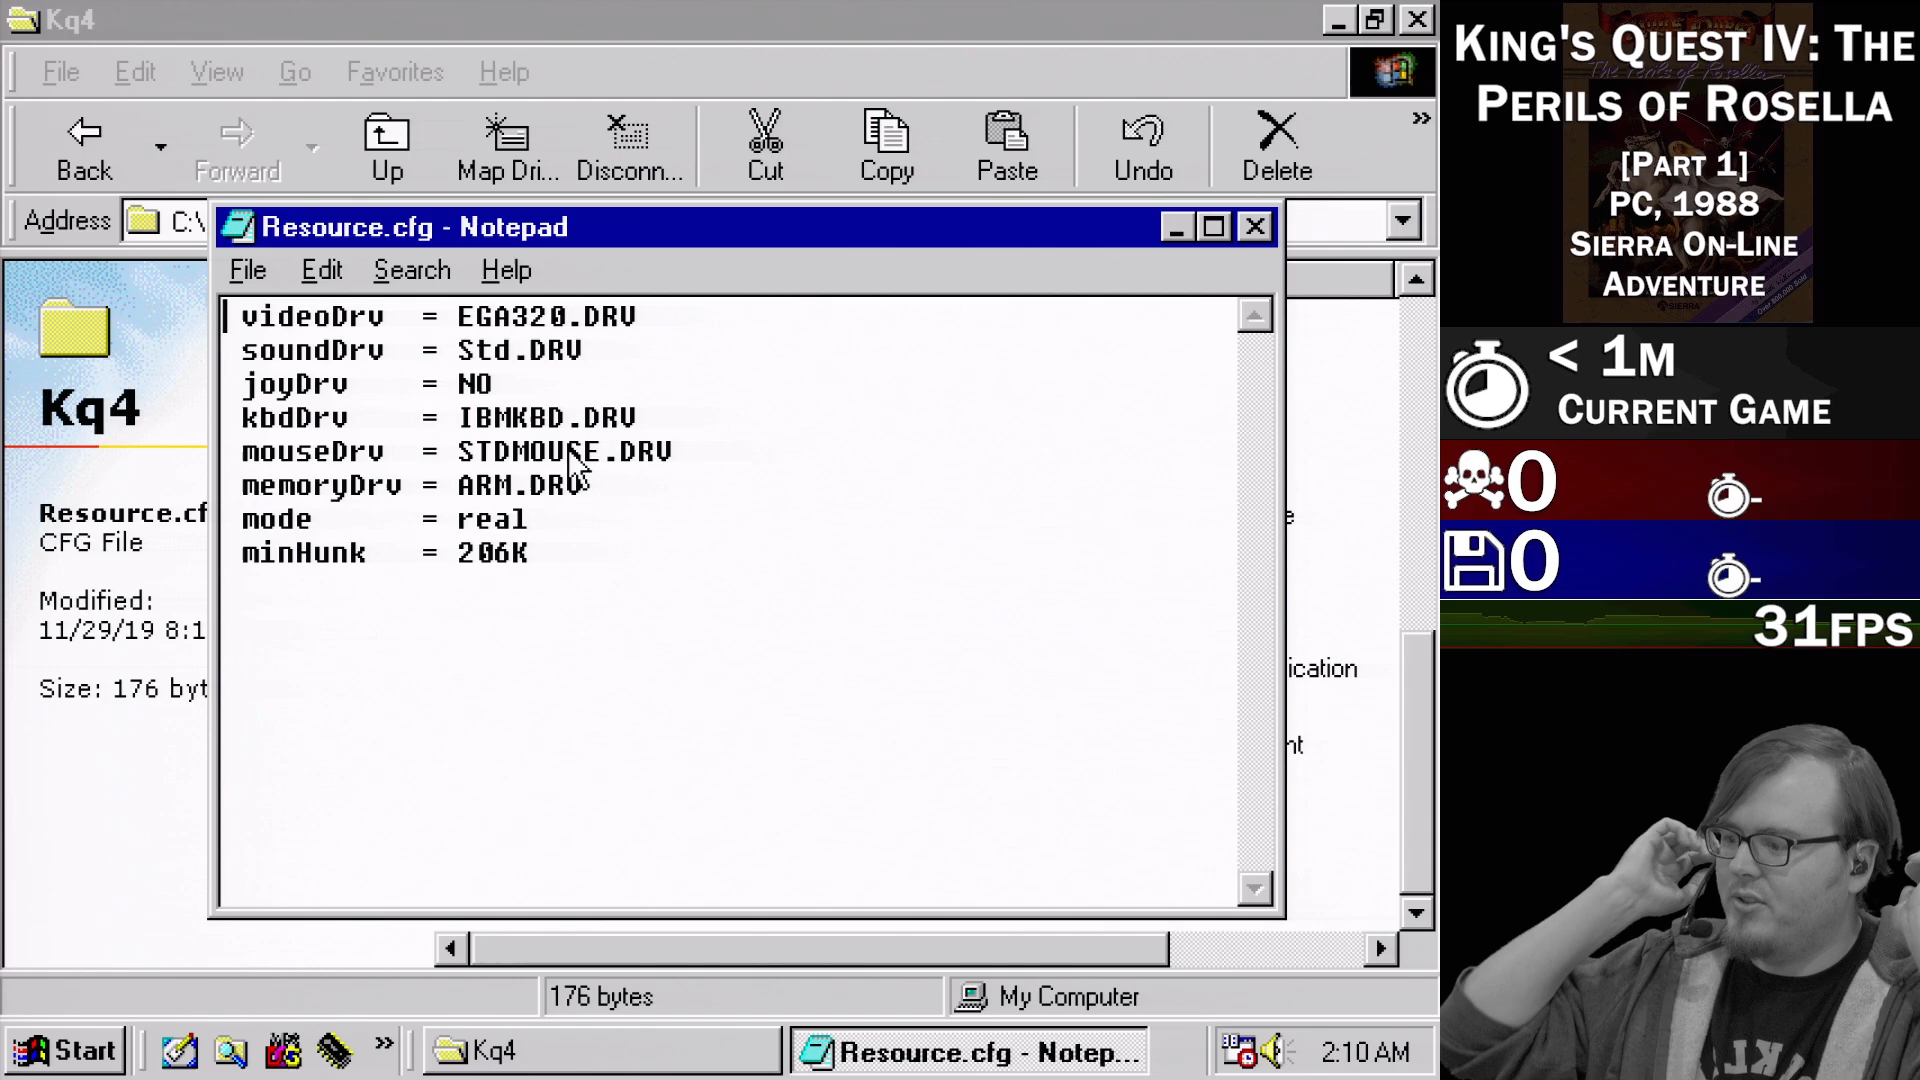 Kq4
File Edit View Go Favorites Help
Back Forward Up Map Dri... Disconn... Cut Copy Paste Undo Delete »
Address C:\
Resource.cfg - Notepad
File Edit Search Help
videoDrv = EGA320.DRV
soundDrv = Std.DRV
joyDrv = NO
kbdDrv = IBMKBD.DRV
mouseDrv = STDMOUSE.DRV
memoryDrv = ARM.DRV
mode = real
minHunk = 206K
Kq4
Resource.cf
CFG File
Modified:
11/29/19 8:1
Size: 176 byt
e
ication
nt
176 bytes
My Computer
Start » Kq4 Resource.cfg - Notep... 2:10 AM
King's Quest IV: The
Perils of Rosella
[Part 1]
PC, 1988
Sierra On-Line
Adventure
< 1m
Current Game
0 -
0 -
31fps